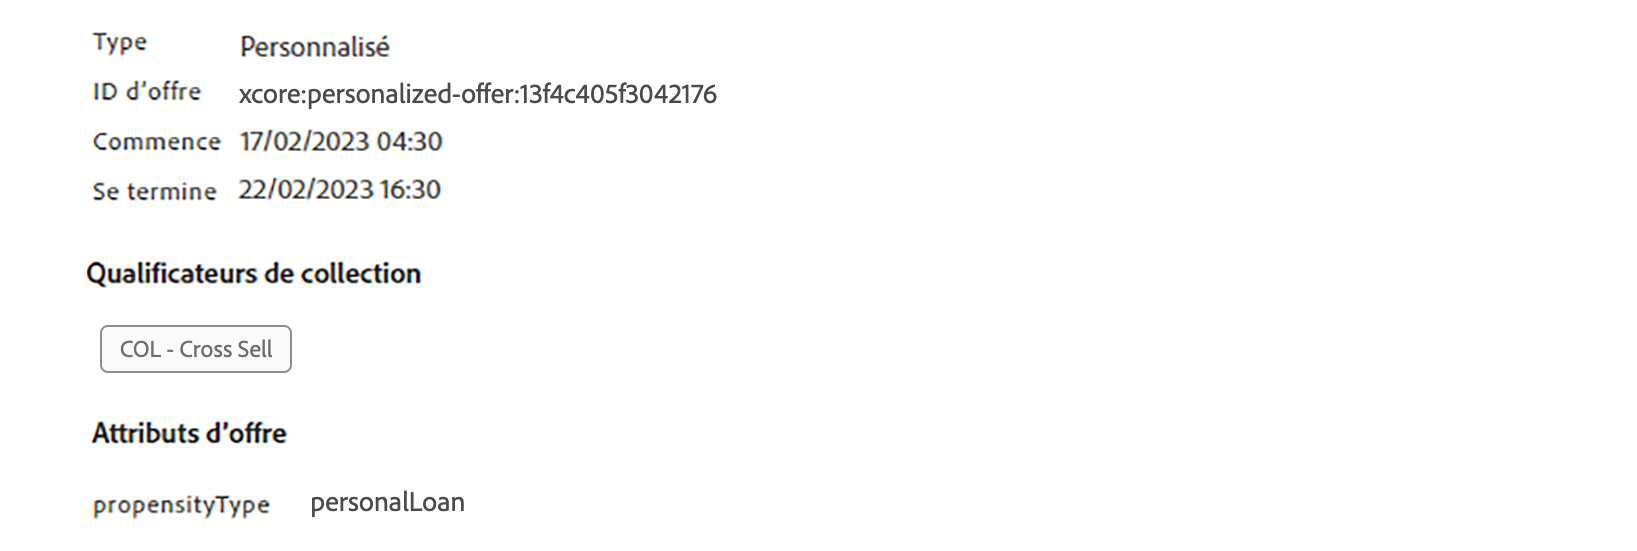 Type Personnalisé
ID d'offre xcore:personalized-offer:13f4c405f3042176
Commence 17/02/2023 04:30
Se termine 22/02/2023 16:30
Qualificateurs de collection
COL - Cross Sell
Attributs d'offre
propensityType personalLoan